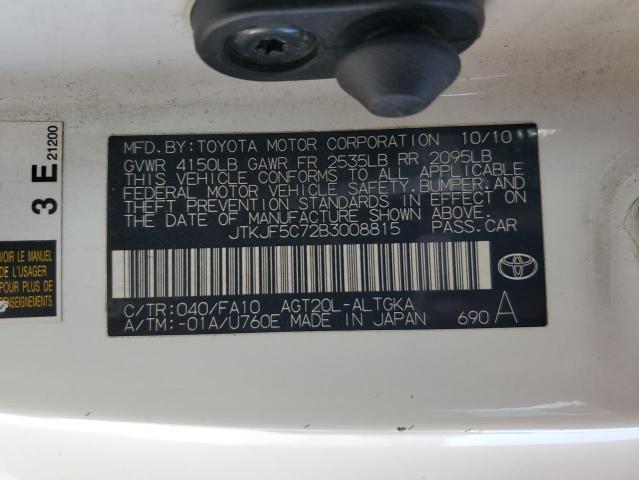 MFD.BY:TOYOTA MOTOR CORPORATION 10/10
GVWR 4150LB GAWR FR 2535LB RR 2095LB
THIS VEHICLE CONFORMS TO ALL APPLICABLE
FEDERAL MOTOR VEHICLE SAFETY,BUMPER,AND
THEFT PREVENTION STANDARDS IN EFFECT ON
THE DATE OF MANUFACTURE SHOWN ABOVE.
JTKJF5C72B3008815 PASS.CAR
C/TR:040/FA10 AGT20L-ALTGKA
A/TM:-01A/U760E MADE IN JAPAN 690 A
3 E 21200
VOIR LE MANUEL
DE L'USAGER
POUR PLUS DE